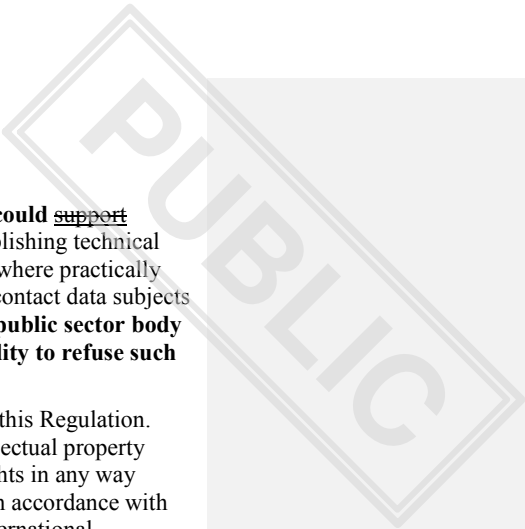 could support
blishing technical
where practically
contact data subjects
public sector body
lity to refuse such
this Regulation.
ectual property
hts in any way
n accordance with
ernational
PUBLIC